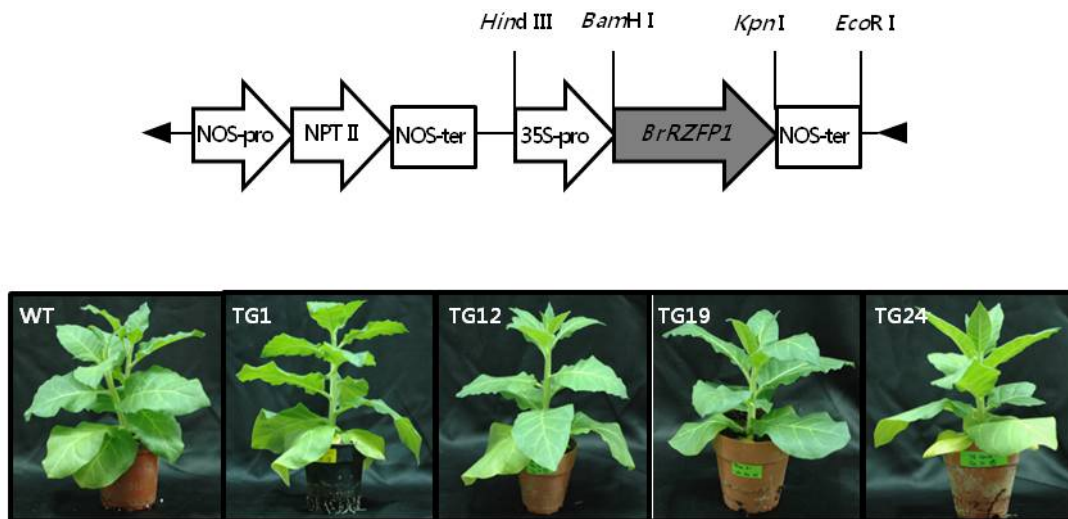 Hind III BamH I Kpn I EcoR I
NOS-pro NPT II NOS-ter 35S-pro BrRZFP1 NOS-ter
WT TG1 TG12 TG19 TG24